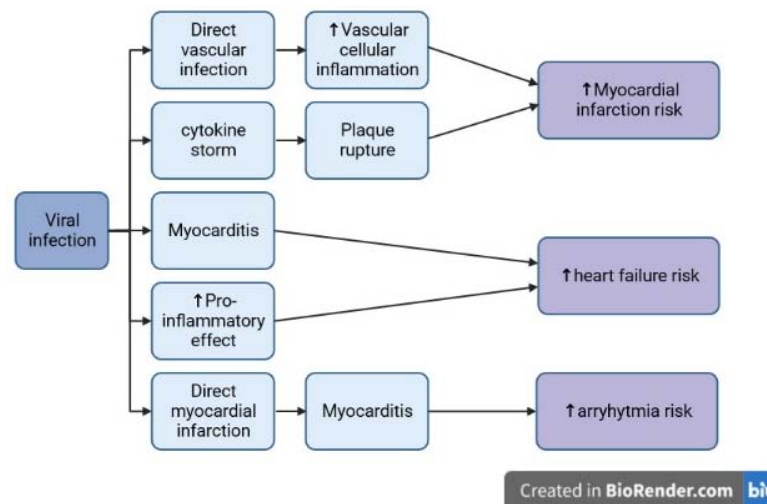 Direct
vascular
infection
↑Vascular
cellular
inflammation
↑Myocardial
infarction risk
cytokine
storm
Plaque
rupture
Viral
infection
Myocarditis
↑heart failure risk
↑Pro-
inflammatory
effect
Direct
myocardial
infarction
Myocarditis
↑arryhytmia risk
Created in BioRender.com bi